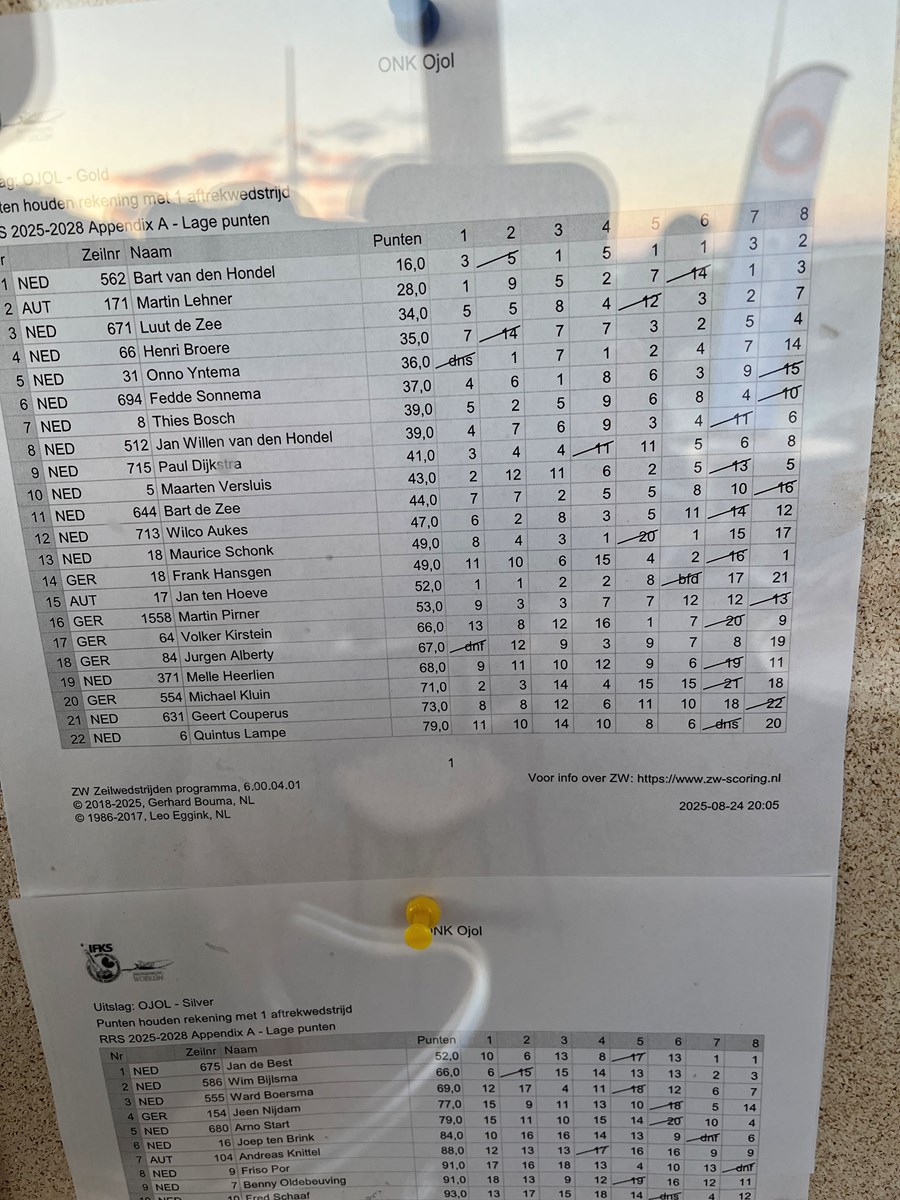 ONK Ojol
ag: OJOL - Gold
ten houden rekening met 1 aftrekwedstrijd
S 2025-2028 Appendix A - Lage punten
r Zeilnr Naam Punten 1 2 3 4 5 6 7 8
1 NED 562 Bart van den Hondel 16,0 3 5 1 5 1 1 3 2
2 AUT 171 Martin Lehner 28,0 1 9 5 2 7 14 1 3
3 NED 671 Luut de Zee 34,0 5 5 8 4 12 3 2 7
4 NED 66 Henri Broere 35,0 7 14 7 7 3 2 5 4
5 NED 31 Onno Yntema 36,0 dns 1 7 1 2 4 7 14
6 NED 694 Fedde Sonnema 37,0 4 6 1 8 6 3 9 15
7 NED 8 Thies Bosch 39,0 5 2 5 9 6 8 4 10
8 NED 512 Jan Willen van den Hondel 39,0 4 7 6 9 3 4 11 6
9 NED 715 Paul Dijkstra 41,0 3 4 4 11 11 5 6 8
10 NED 5 Maarten Versluis 43,0 2 12 11 6 2 5 13 5
11 NED 644 Bart de Zee 44,0 7 7 2 5 5 8 10 16
12 NED 713 Wilco Aukes 47,0 6 2 8 3 5 11 14 12
13 NED 18 Maurice Schonk 49,0 8 4 3 1 20 1 15 17
14 GER 18 Frank Hansgen 49,0 11 10 6 15 4 2 16 1
15 AUT 17 Jan ten Hoeve 52,0 1 1 2 2 8 bfd 17 21
16 GER 1558 Martin Pirner 53,0 9 3 3 7 7 12 12 13
17 GER 64 Volker Kirstein 66,0 13 8 12 16 1 7 20 9
18 GER 84 Jurgen Alberty 67,0 dnf 12 9 3 9 7 8 19
19 NED 371 Melle Heerlien 68,0 9 11 10 12 9 6 19 11
20 GER 554 Michael Kluin 71,0 2 3 14 4 15 15 21 18
21 NED 631 Geert Couperus 73,0 8 8 12 6 11 10 18 22
22 NED 6 Quintus Lampe 79,0 11 10 14 10 8 6 dns 20
1
ZW Zeilwedstrijden programma, 6.00.04.01
© 2018-2025, Gerhard Bouma, NL
© 1986-2017, Leo Eggink, NL
Voor info over ZW: https://www.zw-scoring.nl
2025-08-24 20:05
NK Ojol
IFKS
Uitslag: OJOL - Silver
Punten houden rekening met 1 aftrekwedstrijd
RRS 2025-2028 Appendix A - Lage punten
Nr Zeilnr Naam Punten 1 2 3 4 5 6 7 8
1 NED 675 Jan de Best 52,0 10 6 13 8 17 13 1 1
2 NED 586 Wim Bijlsma 66,0 6 15 15 14 13 13 2 3
3 NED 555 Ward Boersma 69,0 12 17 4 11 18 12 6 7
4 GER 154 Jeen Nijdam 77,0 15 9 11 13 10 18 5 14
5 NED 680 Arno Start 79,0 15 11 10 15 14 20 10 4
6 NED 16 Joep ten Brink 84,0 10 16 16 14 13 9 dnf 6
7 AUT 104 Andreas Knittel 88,0 12 13 13 17 16 16 9 9
8 NED 9 Friso Por 91,0 17 16 18 13 4 10 13 dnf
9 NED 7 Benny Oldebeuving 91,0 18 13 9 12 19 16 12 11
10 NED 10 Fred Schaaf 93,0 13 17 15 18 14 dns 4 12